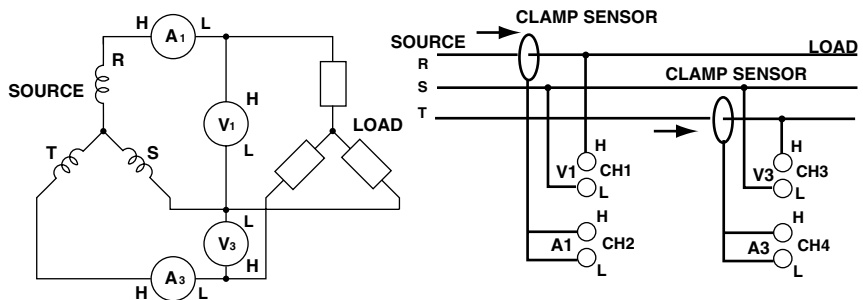 H A1 L
R
SOURCE
H
V1
L
LOAD
T
S
L
V3
H
H A3 L
CLAMP SENSOR
SOURCE
LOAD
R
CLAMP SENSOR
S
T
H
V1 CH1
L
H
V3 CH3
L
H
A1 CH2
L
H
A3 CH4
L